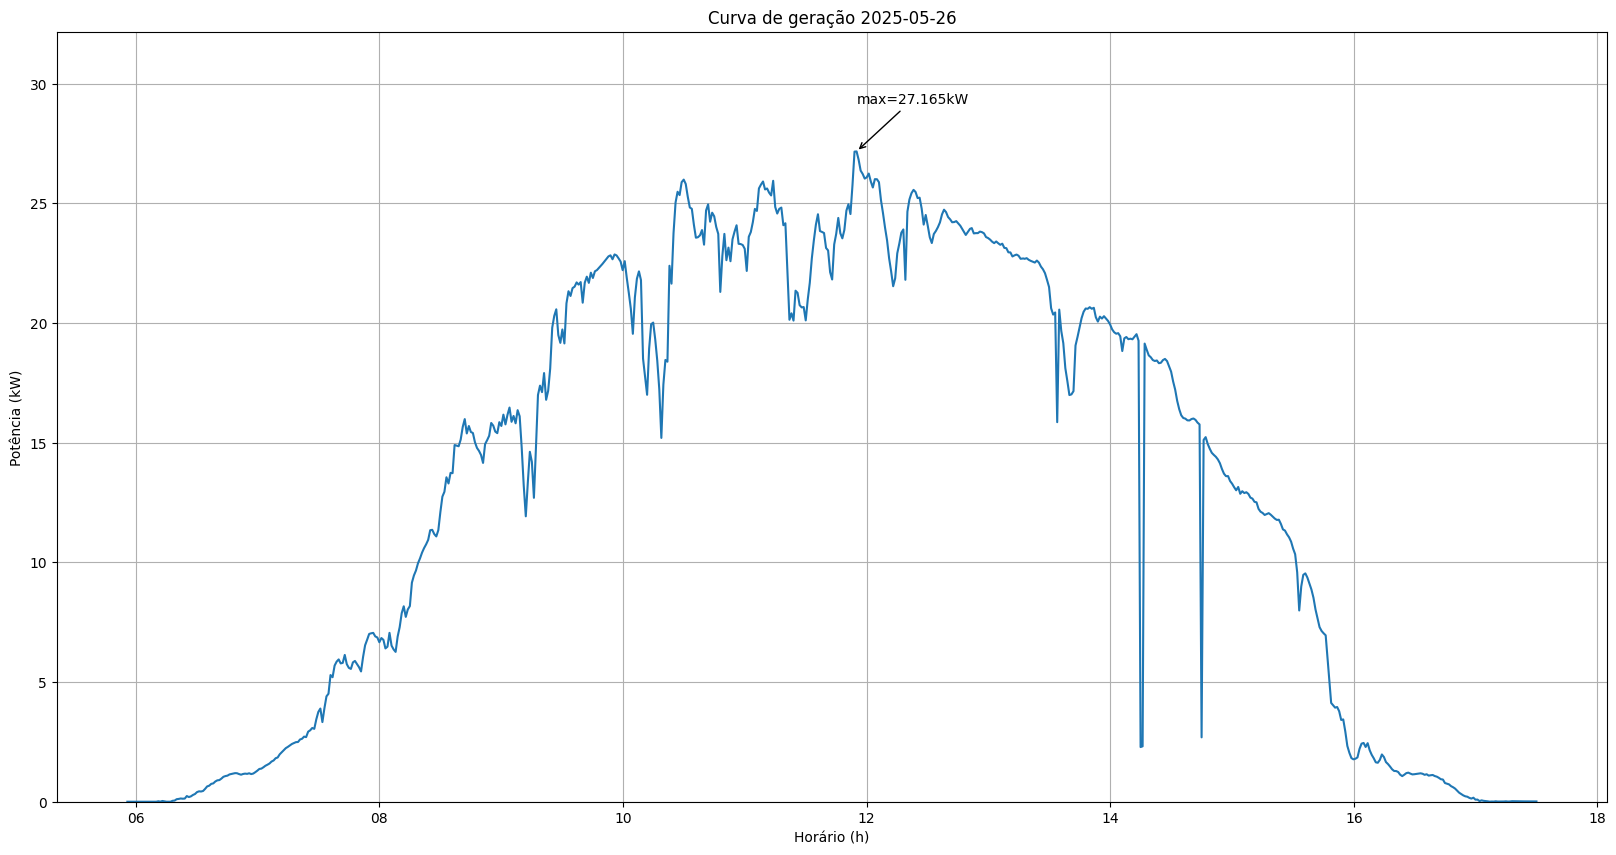 Curva de geração 2025-05-26
max=27.165kW
Potência (kW)
30
25
20
15
10
5
0
06 08 10 12 14 16 18
Horário (h)